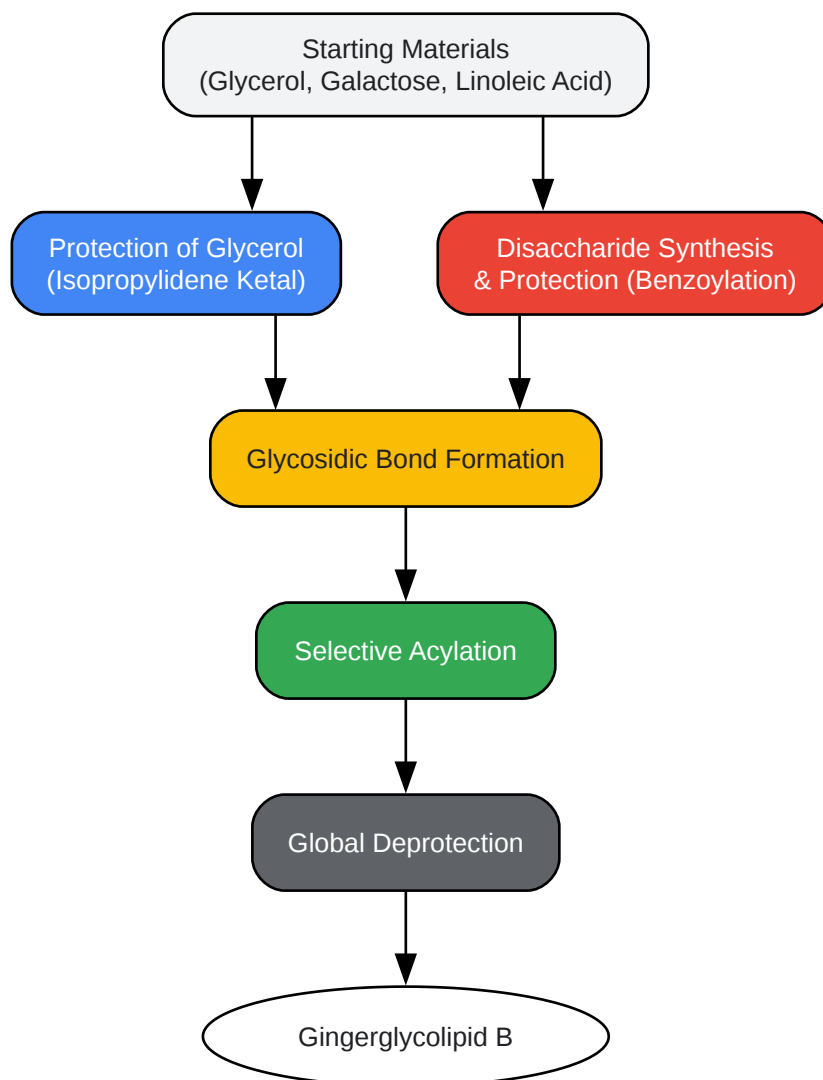 Starting Materials
(Glycerol, Galactose, Linoleic Acid)
Protection of Glycerol
(Isopropylidene Ketal)
Disaccharide Synthesis
& Protection (Benzoylation)
Glycosidic Bond Formation
Selective Acylation
Global Deprotection
Gingerglycolipid B